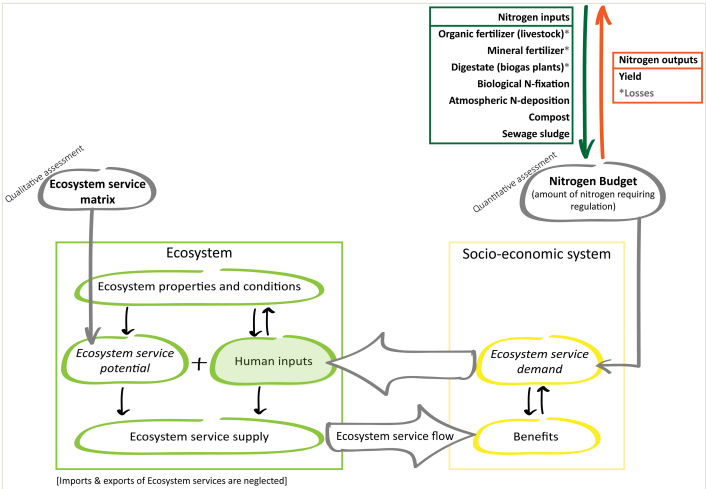 Nitrogen inputs
Organic fertilizer (livestock)*
Mineral fertilizer*
Digestate (biogas plants)*
Biological N-fixation
Atmospheric N-deposition
Compost
Sewage sludge
Nitrogen outputs
Yield
*Losses
Qualitative assessment
Ecosystem service
matrix
Quantitative assessment
Nitrogen Budget
(amount of nitrogen requiring
regulation)
Ecosystem
Ecosystem properties and conditions
Ecosystem service
potential
+
Human inputs
Ecosystem service supply
Ecosystem service flow
Socio-economic system
Ecosystem service
demand
Benefits
[Imports & exports of Ecosystem services are neglected]